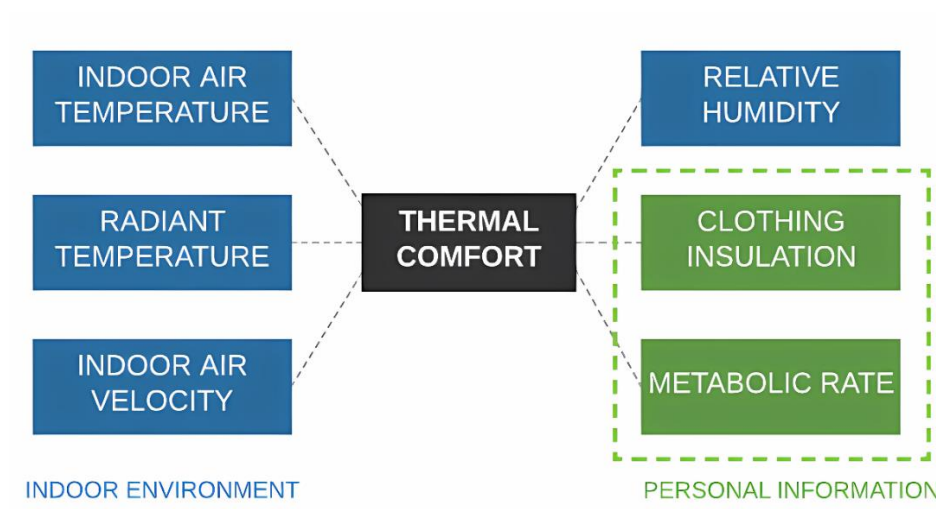 INDOOR AIR
TEMPERATURE
RADIANT
TEMPERATURE
INDOOR AIR
VELOCITY
INDOOR ENVIRONMENT
THERMAL
COMFORT
RELATIVE
HUMIDITY
CLOTHING
INSULATION
METABOLIC RATE
PERSONAL INFORMATION